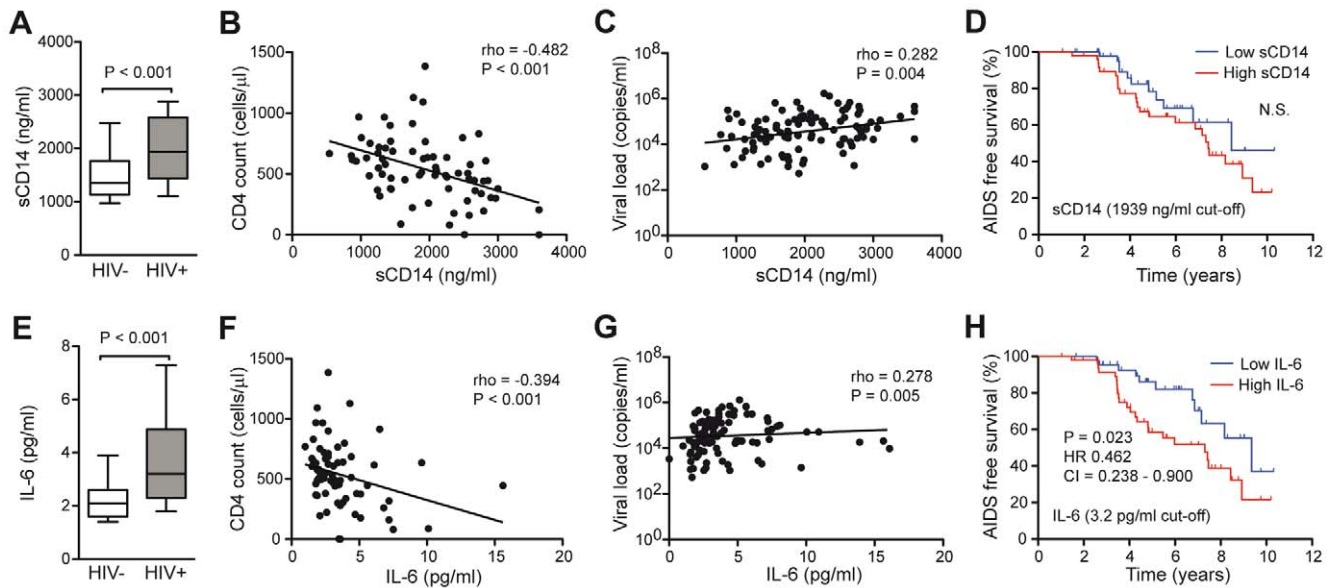 A
sCD14 (ng/ml)
4000
3000
2000
1000
0
P < 0.001
HIV-
HIV+
B
CD4 count (cells/µl)
1500
1000
500
0
rho = -0.482
P < 0.001
0
1000
2000
3000
4000
sCD14 (ng/ml)
C
Viral load (copies/ml)
10⁸
10⁶
10⁴
10²
10⁰
rho = 0.282
P = 0.004
0
1000
2000
3000
4000
sCD14 (ng/ml)
D
AIDS free survival (%)
100
80
60
40
20
0
Low sCD14
High sCD14
N.S.
sCD14 (1939 ng/ml cut-off)
0
2
4
6
8
10
12
Time (years)
E
IL-6 (pg/ml)
8
6
4
2
0
P < 0.001
HIV-
HIV+
F
CD4 count (cells/µl)
1500
1000
500
0
rho = -0.394
P < 0.001
0
5
10
15
20
IL-6 (pg/ml)
G
Viral load (copies/ml)
10⁸
10⁶
10⁴
10²
10⁰
rho = 0.278
P = 0.005
0
5
10
15
20
IL-6 (pg/ml)
H
AIDS free survival (%)
100
80
60
40
20
0
Low IL-6
High IL-6
P = 0.023
HR 0.462
CI = 0.238 - 0.900
IL-6 (3.2 pg/ml cut-off)
0
2
4
6
8
10
12
Time (years)